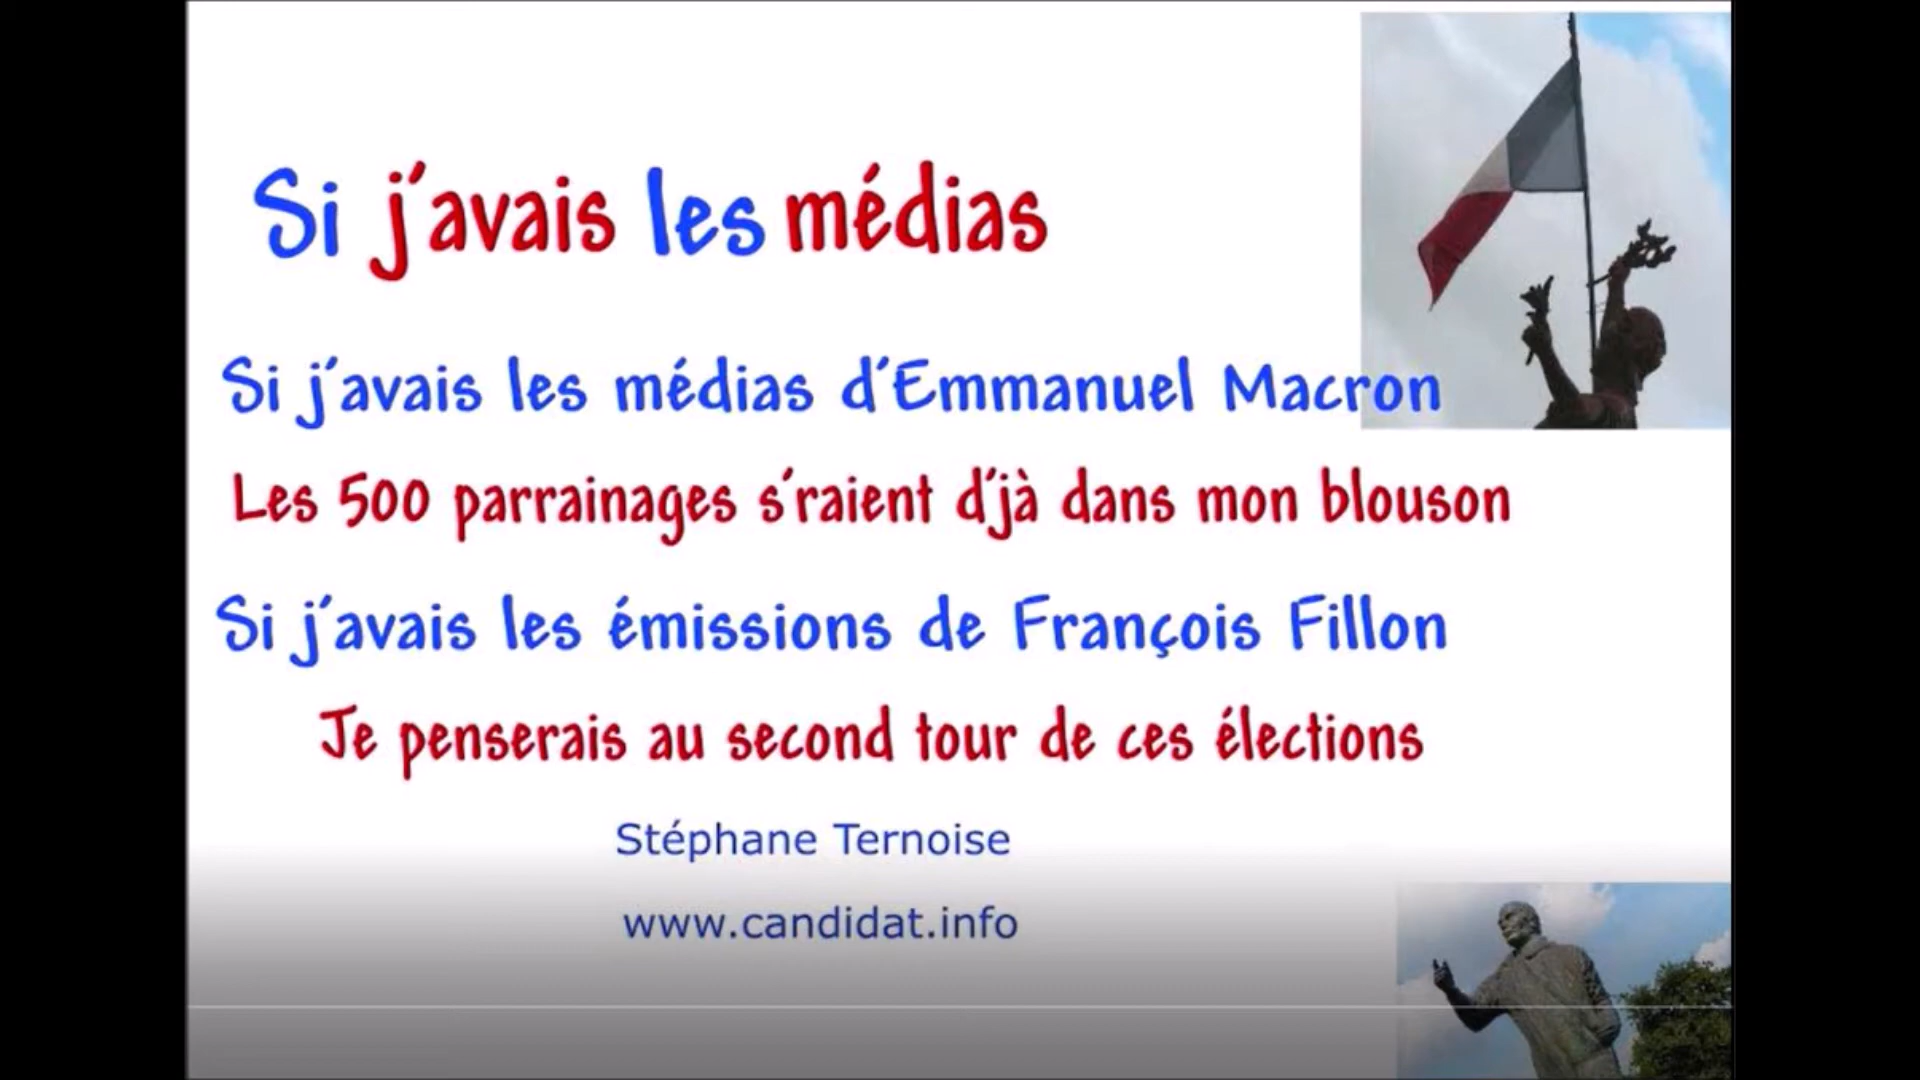 Si j'avais les médias
Si j'avais les médias d'Emmanuel Macron
Les 500 parrainages s'raient d'jà dans mon blouson
Si j'avais les émissions de François Fillon
Je penserais au second tour de ces élections
Stéphane Ternoise
www.candidat.info